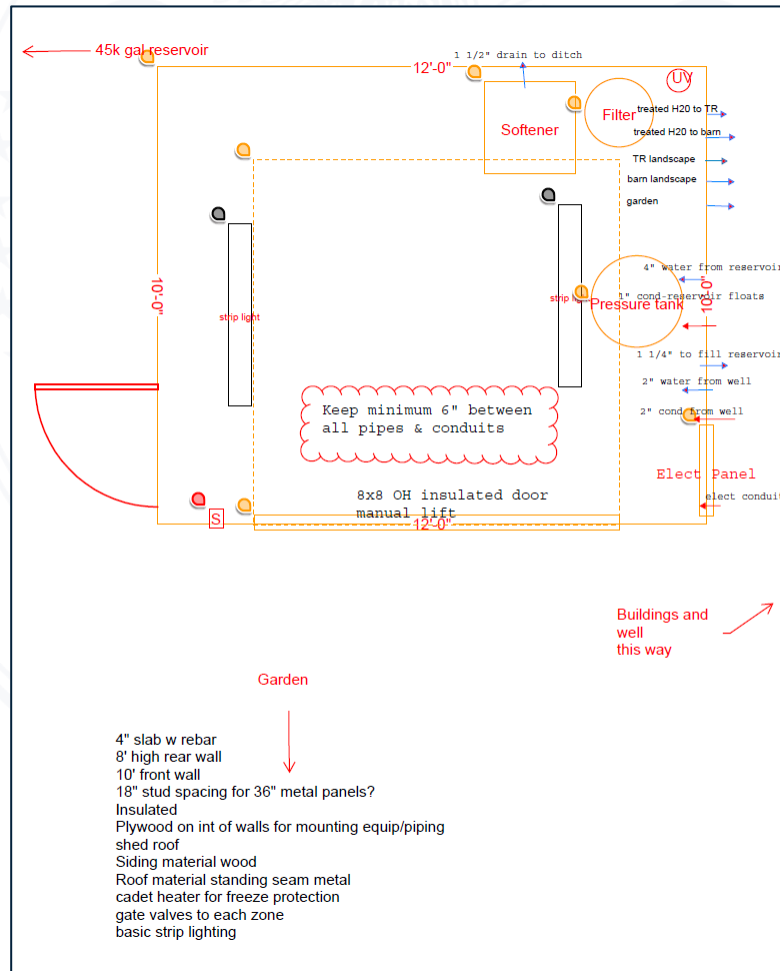 45k gal reservoir
1 1/2" drain to ditch
12'-0"
UV
Softener
Filter
treated H20 to TR
treated H20 to barn
TR landscape
barn landscape
garden
10'-0"
strip light
strip light
4" water from reservoir
10'-0"
1" cond-reservoir floats
Pressure tank
1 1/4" to fill reservoir
2" water from well
2" cond from well
Keep minimum 6" between
all pipes & conduits
Elect Panel
elect conduit
8x8 OH insulated door
manual lift
12'-0"
S
Buildings and
well
this way
Garden
4" slab w rebar
8' high rear wall
10' front wall
18" stud spacing for 36" metal panels?
Insulated
Plywood on int of walls for mounting equip/piping
shed roof
Siding material wood
Roof material standing seam metal
cadet heater for freeze protection
gate valves to each zone
basic strip lighting